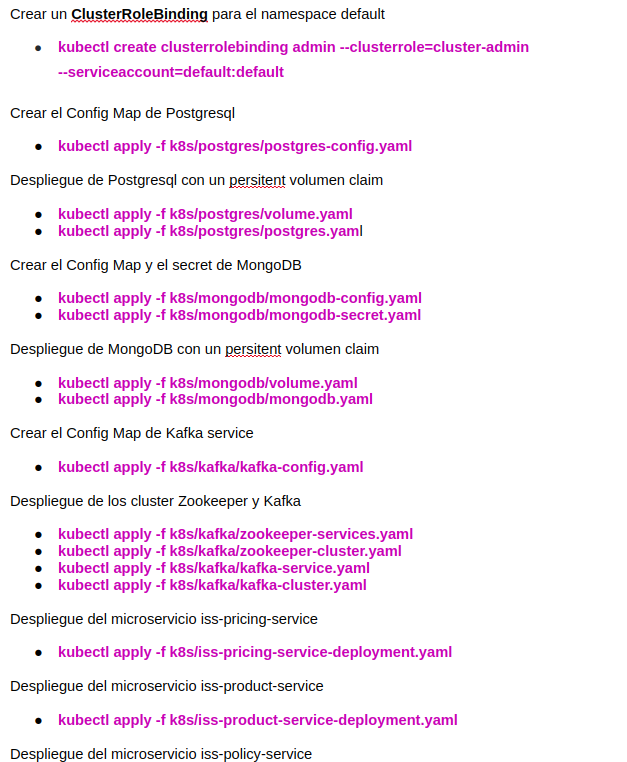 Crear un ClusterRoleBinding para el namespace default
● kubectl create clusterrolebinding admin --clusterrole=cluster-admin
--serviceaccount=default:default
Crear el Config Map de Postgresql
● kubectl apply -f k8s/postgres/postgres-config.yaml
Despliegue de Postgresql con un persitent volumen claim
● kubectl apply -f k8s/postgres/volume.yaml
● kubectl apply -f k8s/postgres/postgres.yaml
Crear el Config Map y el secret de MongoDB
● kubectl apply -f k8s/mongodb/mongodb-config.yaml
● kubectl apply -f k8s/mongodb/mongodb-secret.yaml
Despliegue de MongoDB con un persitent volumen claim
● kubectl apply -f k8s/mongodb/volume.yaml
● kubectl apply -f k8s/mongodb/mongodb.yaml
Crear el Config Map de Kafka service
● kubectl apply -f k8s/kafka/kafka-config.yaml
Despliegue de los cluster Zookeeper y Kafka
● kubectl apply -f k8s/kafka/zookeeper-services.yaml
● kubectl apply -f k8s/kafka/zookeeper-cluster.yaml
● kubectl apply -f k8s/kafka/kafka-service.yaml
● kubectl apply -f k8s/kafka/kafka-cluster.yaml
Despliegue del microservicio iss-pricing-service
● kubectl apply -f k8s/iss-pricing-service-deployment.yaml
Despliegue del microservicio iss-product-service
● kubectl apply -f k8s/iss-product-service-deployment.yaml
Despliegue del microservicio iss-policy-service